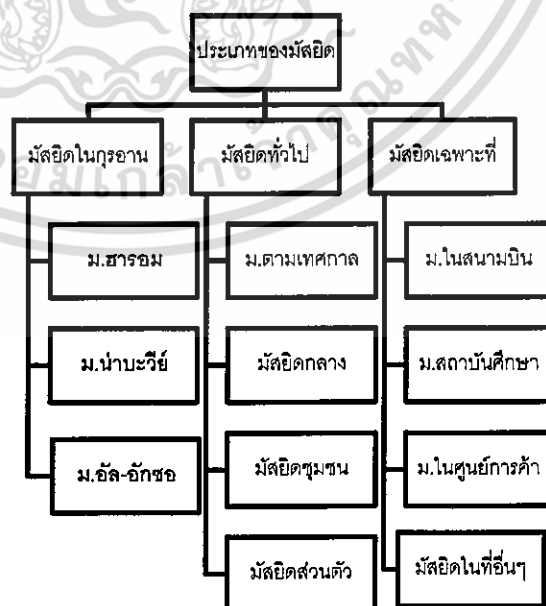 ประเภทของมัสยิด
มัสยิดในกุรอาน
มัสยิดทั่วไป
มัสยิดเฉพาะที่
ม.ฮารอม
ม.ตามเทศกาล
ม.ในสนามบิน
ม.น่าบะวีย์
มัสยิดกลาง
ม.สถาบันศึกษา
ม.อัล-อักซอ
มัสยิดชุมชน
ม.ในศูนย์การค้า
มัสยิดส่วนตัว
มัสยิดในที่อื่นๆ